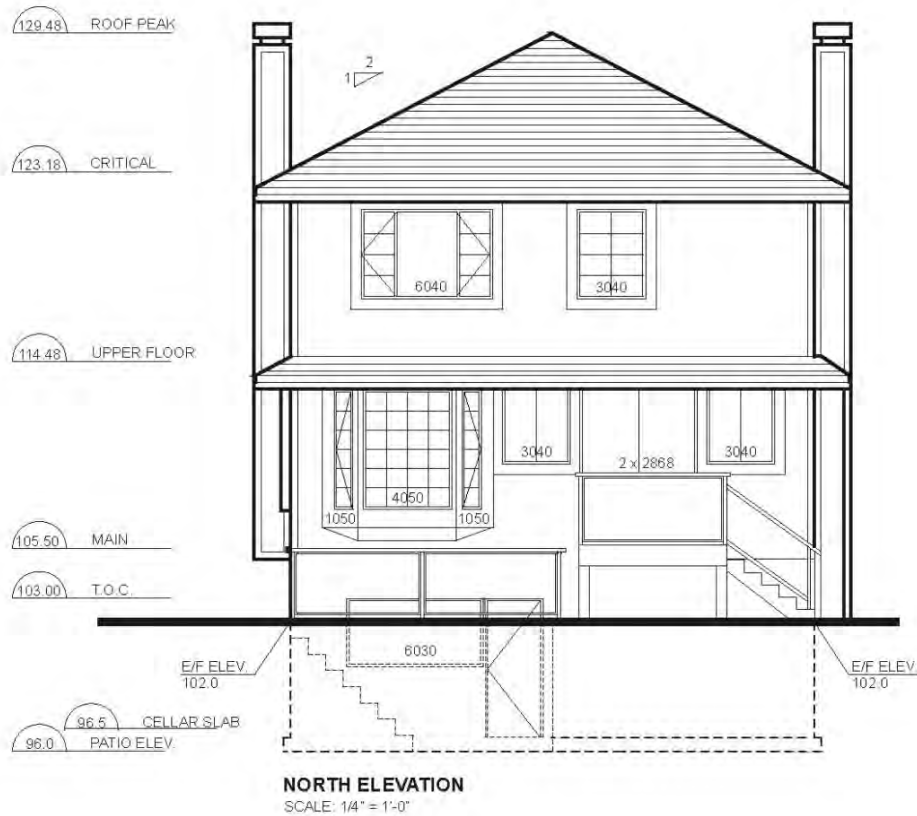 129.48 ROOF PEAK
2
1
123.18 CRITICAL
6040
3040
114.48 UPPER FLOOR
3040
2 x 2868
3040
4050
1050
1050
105.50 MAIN
103.00 T.O.C.
6030
E/F ELEV.
102.0
E/F ELEV.
102.0
96.5 CELLAR SLAB
96.0 PATIO ELEV.
NORTH ELEVATION
SCALE: 1/4" = 1'-0"